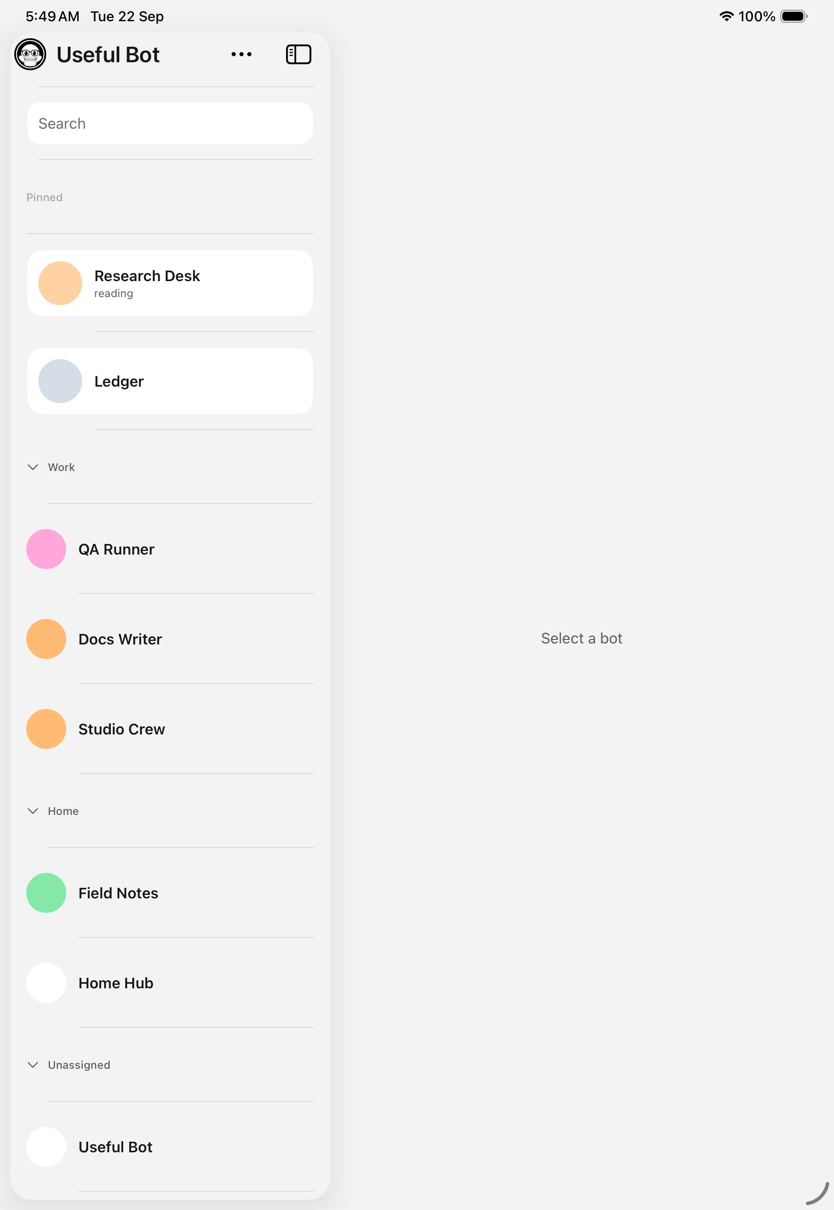 5:49 AM Tue 22 Sep
100%
Useful Bot
Search
Pinned
Research Desk
reading
Ledger
Work
QA Runner
Docs Writer
Studio Crew
Select a bot
Home
Field Notes
Home Hub
Unassigned
Useful Bot